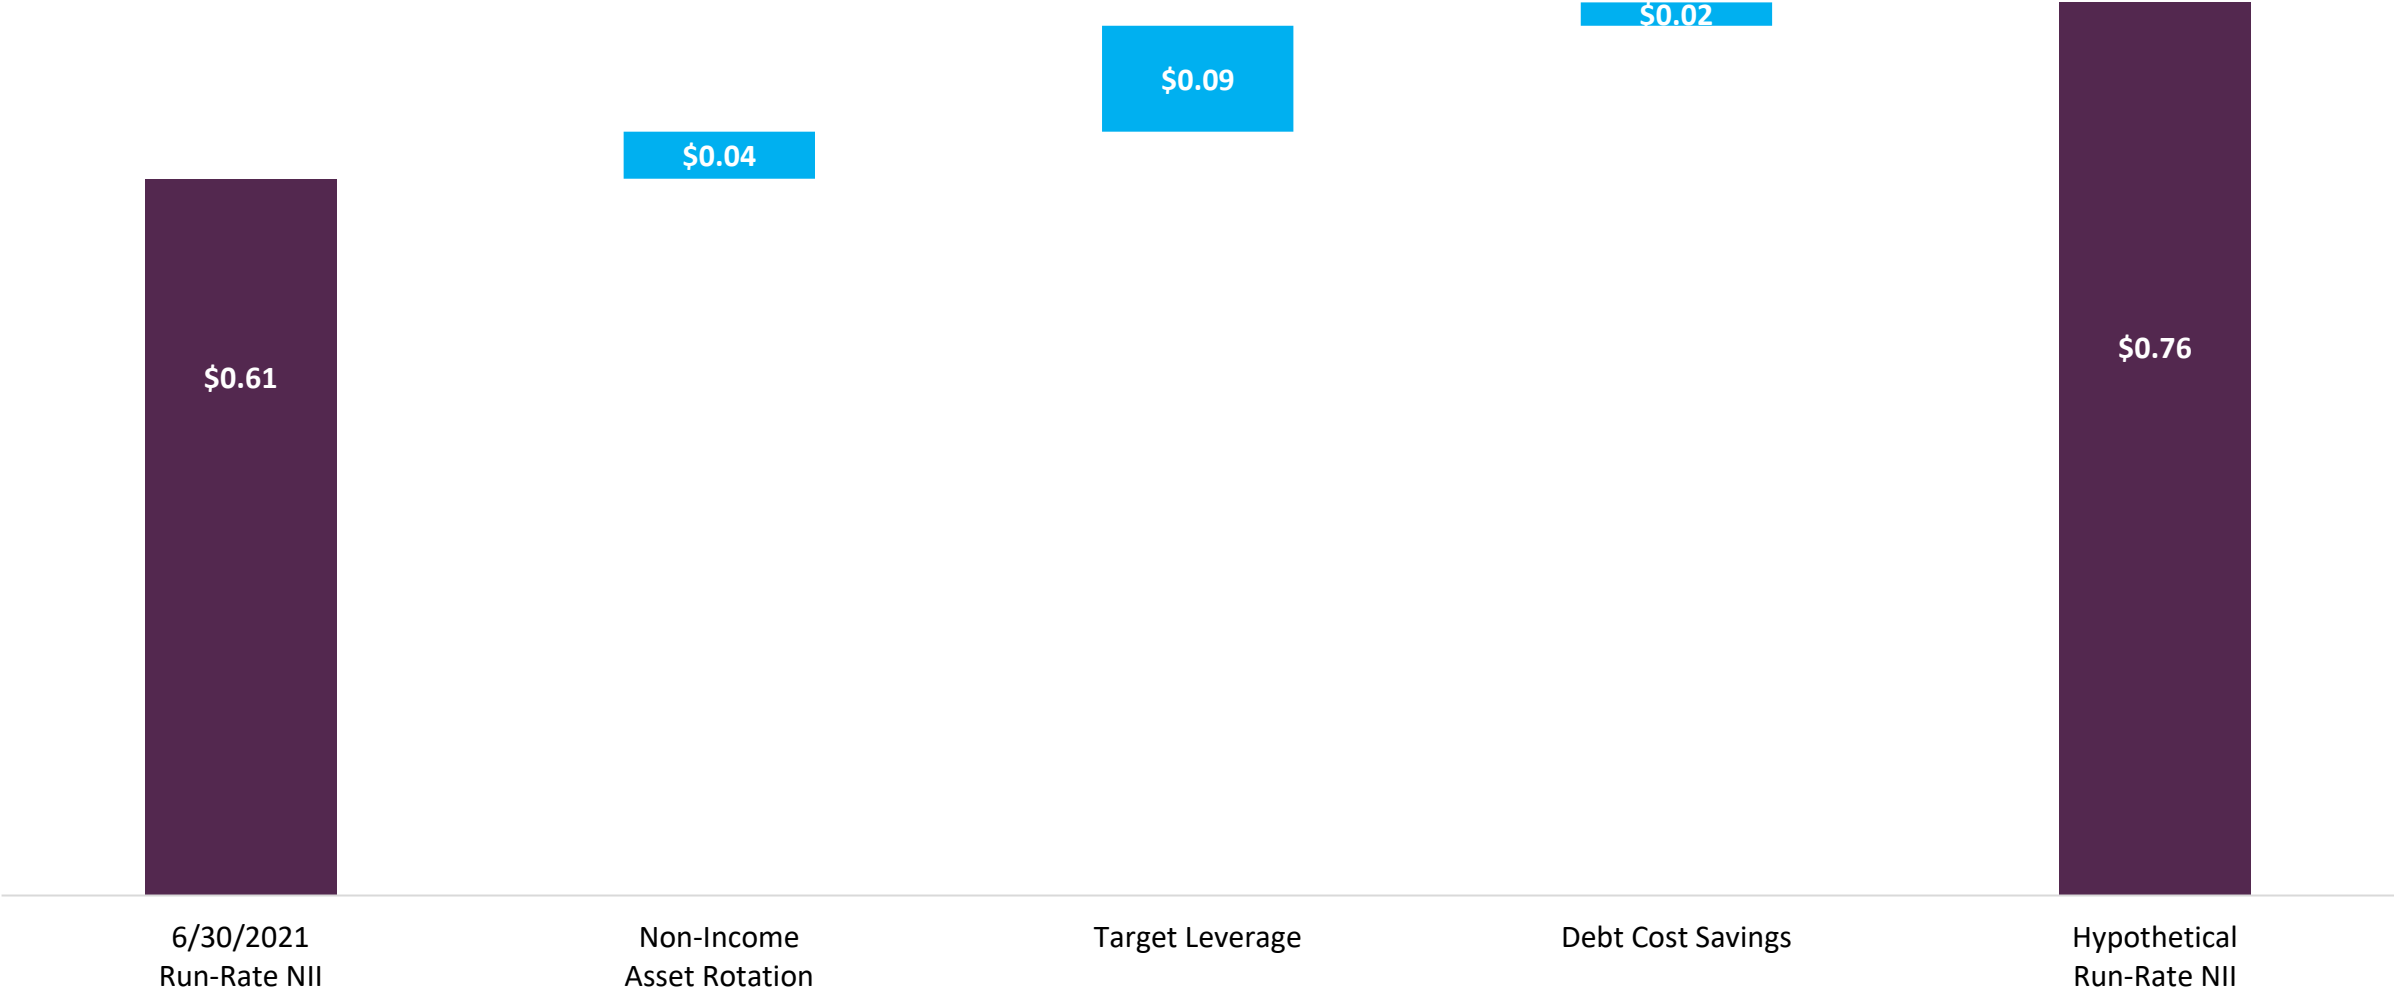 $0.02
$0.09
$0.04
$0.61
$0.76
6/30/2021
Run-Rate NII
Non-Income
Asset Rotation
Target Leverage
Debt Cost Savings
Hypothetical
Run-Rate NII